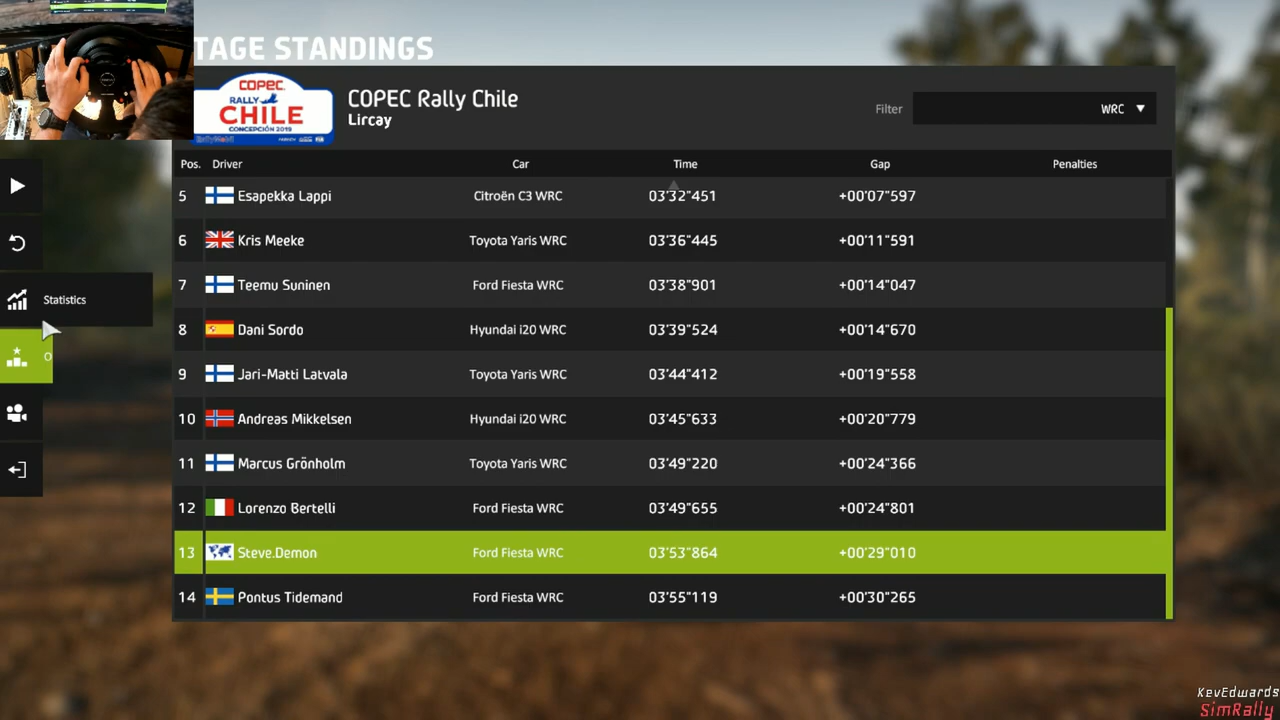 TAGE STANDINGS
COPEC
RALLY
CHILE
CONCEPCIÓN 2019
COPEC Rally Chile
Lircay
Filter WRC
Pos. Driver Car Time Gap Penalties
5 Esapekka Lappi Citroën C3 WRC 03'32"451 +00'07"597
6 Kris Meeke Toyota Yaris WRC 03'36"445 +00'11"591
7 Teemu Suninen Ford Fiesta WRC 03'38"901 +00'14"047
8 Dani Sordo Hyundai i20 WRC 03'39"524 +00'14"670
9 Jari-Matti Latvala Toyota Yaris WRC 03'44"412 +00'19"558
10 Andreas Mikkelsen Hyundai i20 WRC 03'45"633 +00'20"779
11 Marcus Grönholm Toyota Yaris WRC 03'49"220 +00'24"366
12 Lorenzo Bertelli Ford Fiesta WRC 03'49"655 +00'24"801
13 Steve.Demon Ford Fiesta WRC 03'53"864 +00'29"010
14 Pontus Tidemand Ford Fiesta WRC 03'55"119 +00'30"265
Statistics
O
KevEdwards
SimRally